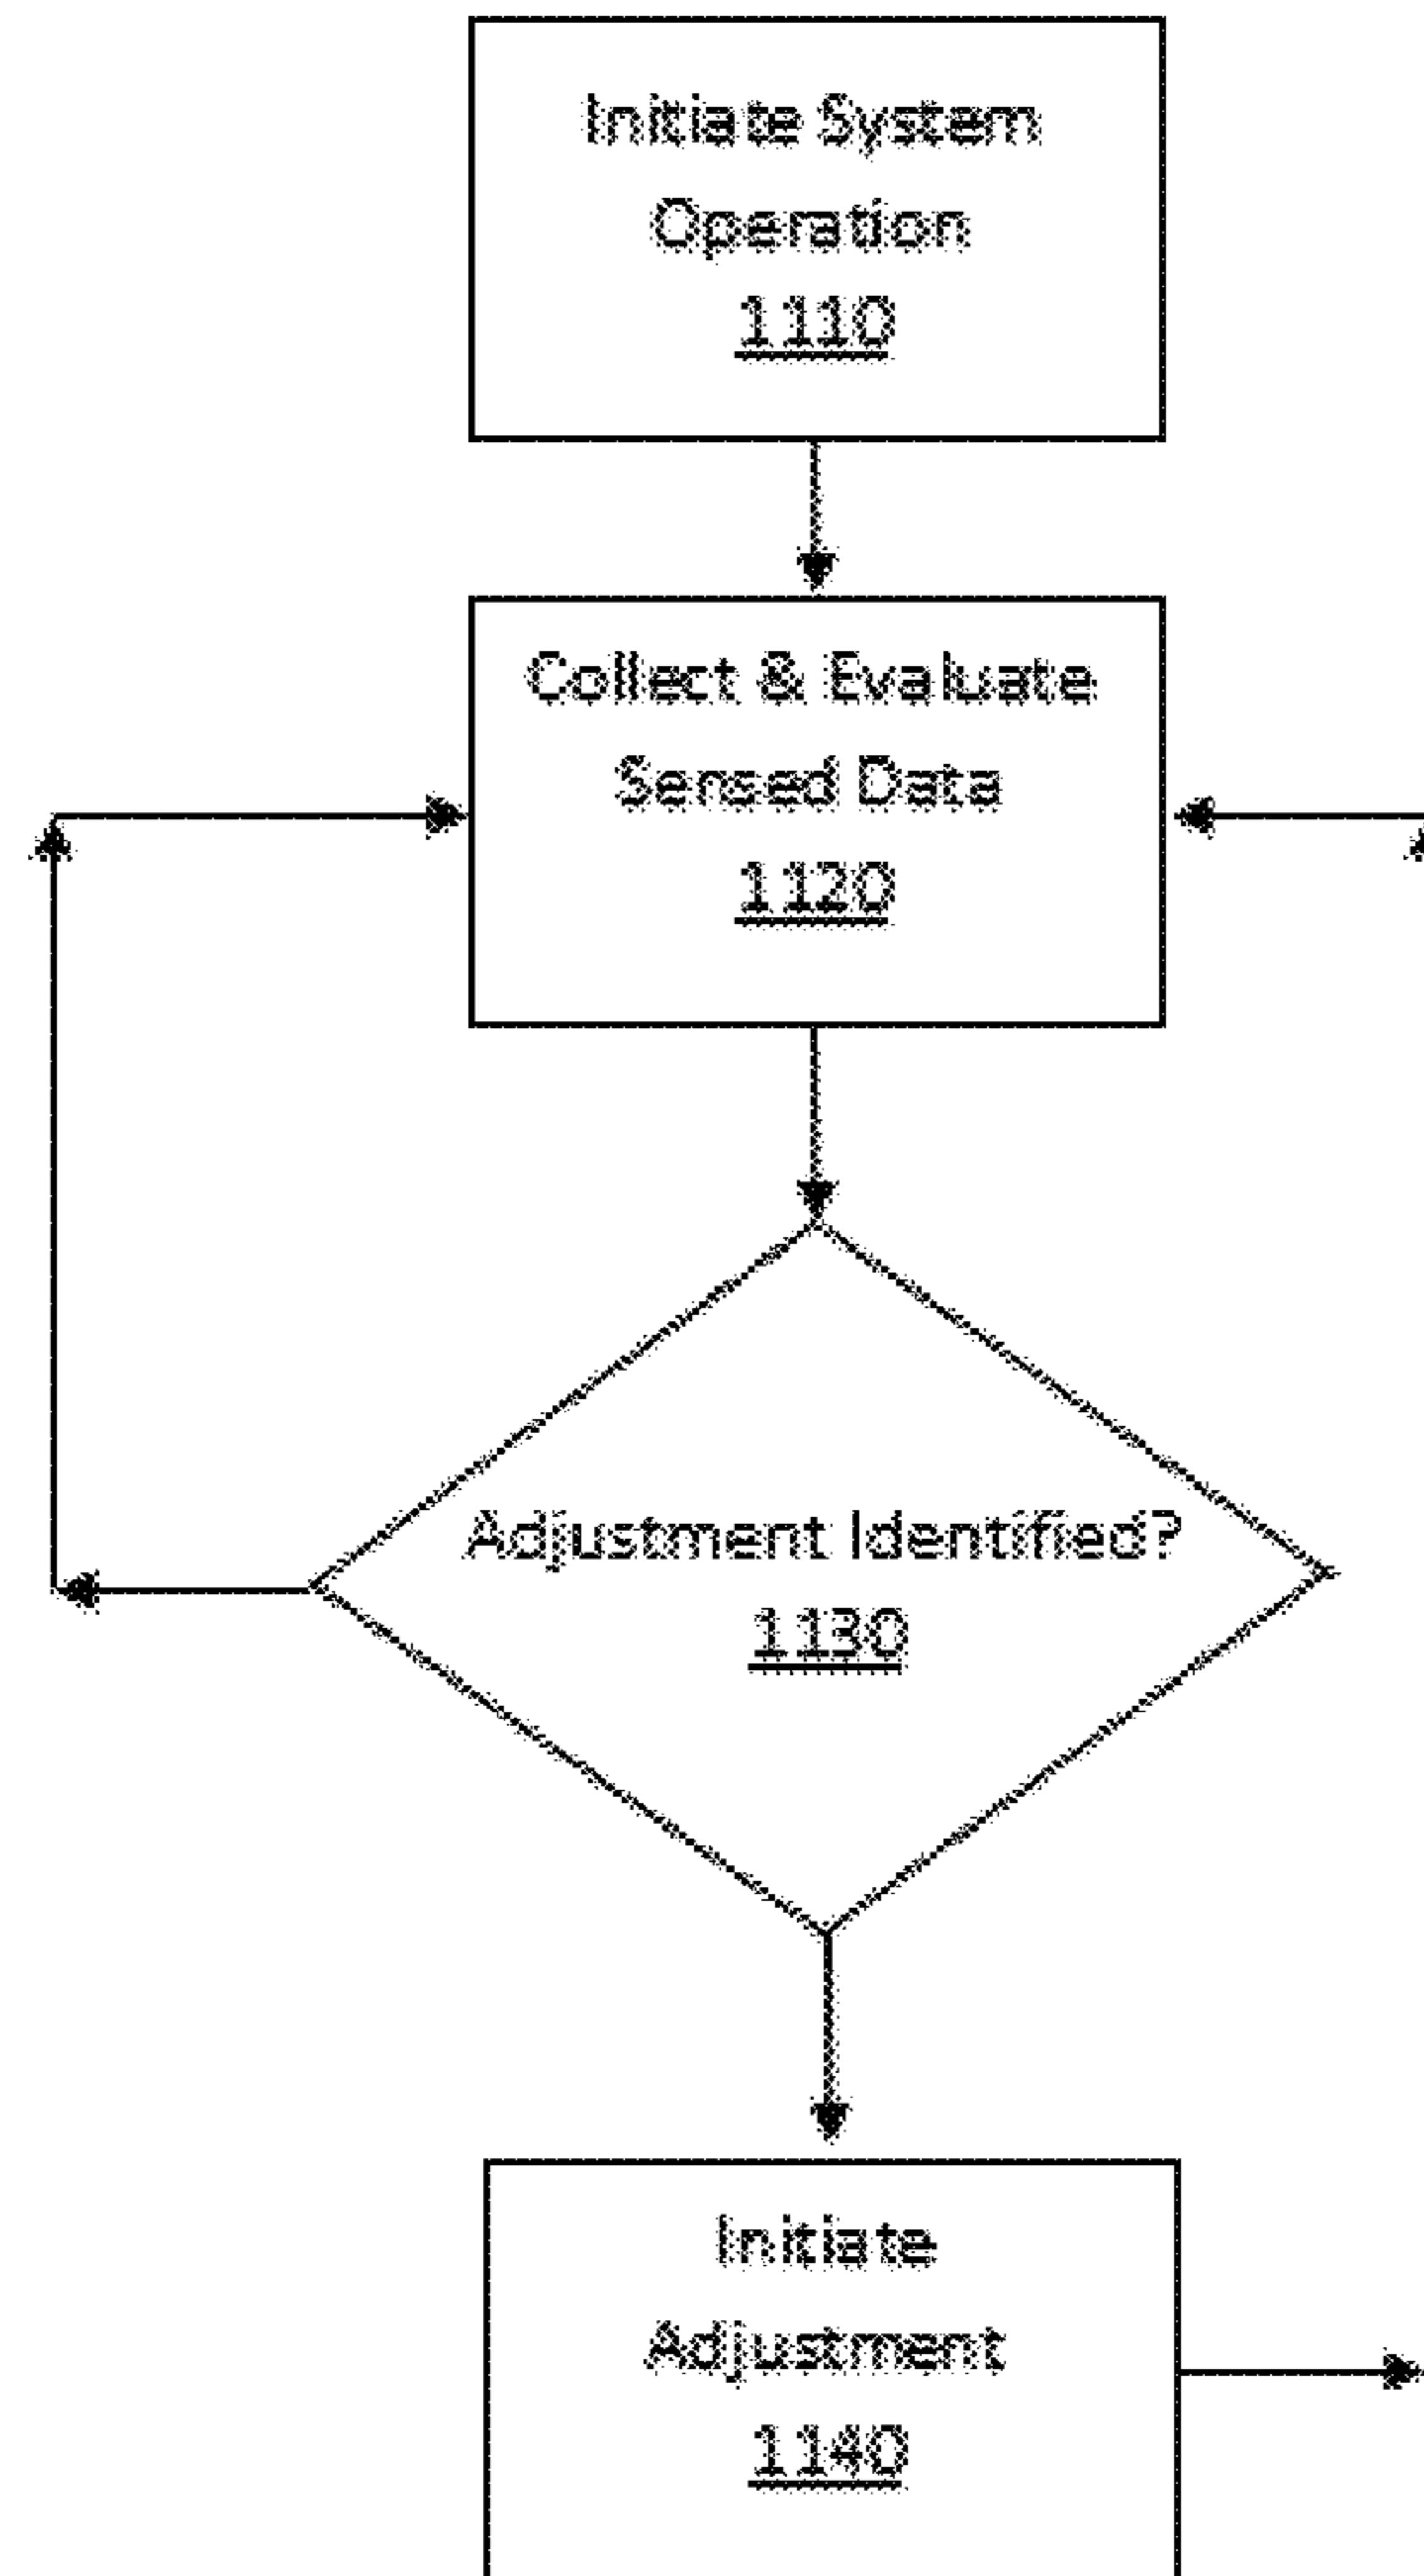 Initiate System
Operation
1110
Collect & Evaluate
Sensed Data
1120
Adjustment Identified?
1130
Initiate
Adjustment
1140